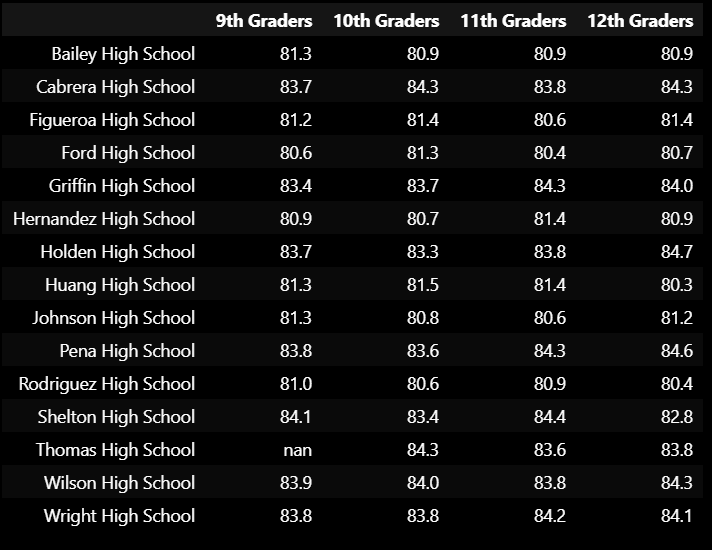 9th Graders 10th Graders 11th Graders 12th Graders
Bailey High School 81.3 80.9 80.9 80.9
Cabrera High School 83.7 84.3 83.8 84.3
Figueroa High School 81.2 81.4 80.6 81.4
Ford High School 80.6 81.3 80.4 80.7
Griffin High School 83.4 83.7 84.3 84.0
Hernandez High School 80.9 80.7 81.4 80.9
Holden High School 83.7 83.3 83.8 84.7
Huang High School 81.3 81.5 81.4 80.3
Johnson High School 81.3 80.8 80.6 81.2
Pena High School 83.8 83.6 84.3 84.6
Rodriguez High School 81.0 80.6 80.9 80.4
Shelton High School 84.1 83.4 84.4 82.8
Thomas High School nan 84.3 83.6 83.8
Wilson High School 83.9 84.0 83.8 84.3
Wright High School 83.8 83.8 84.2 84.1